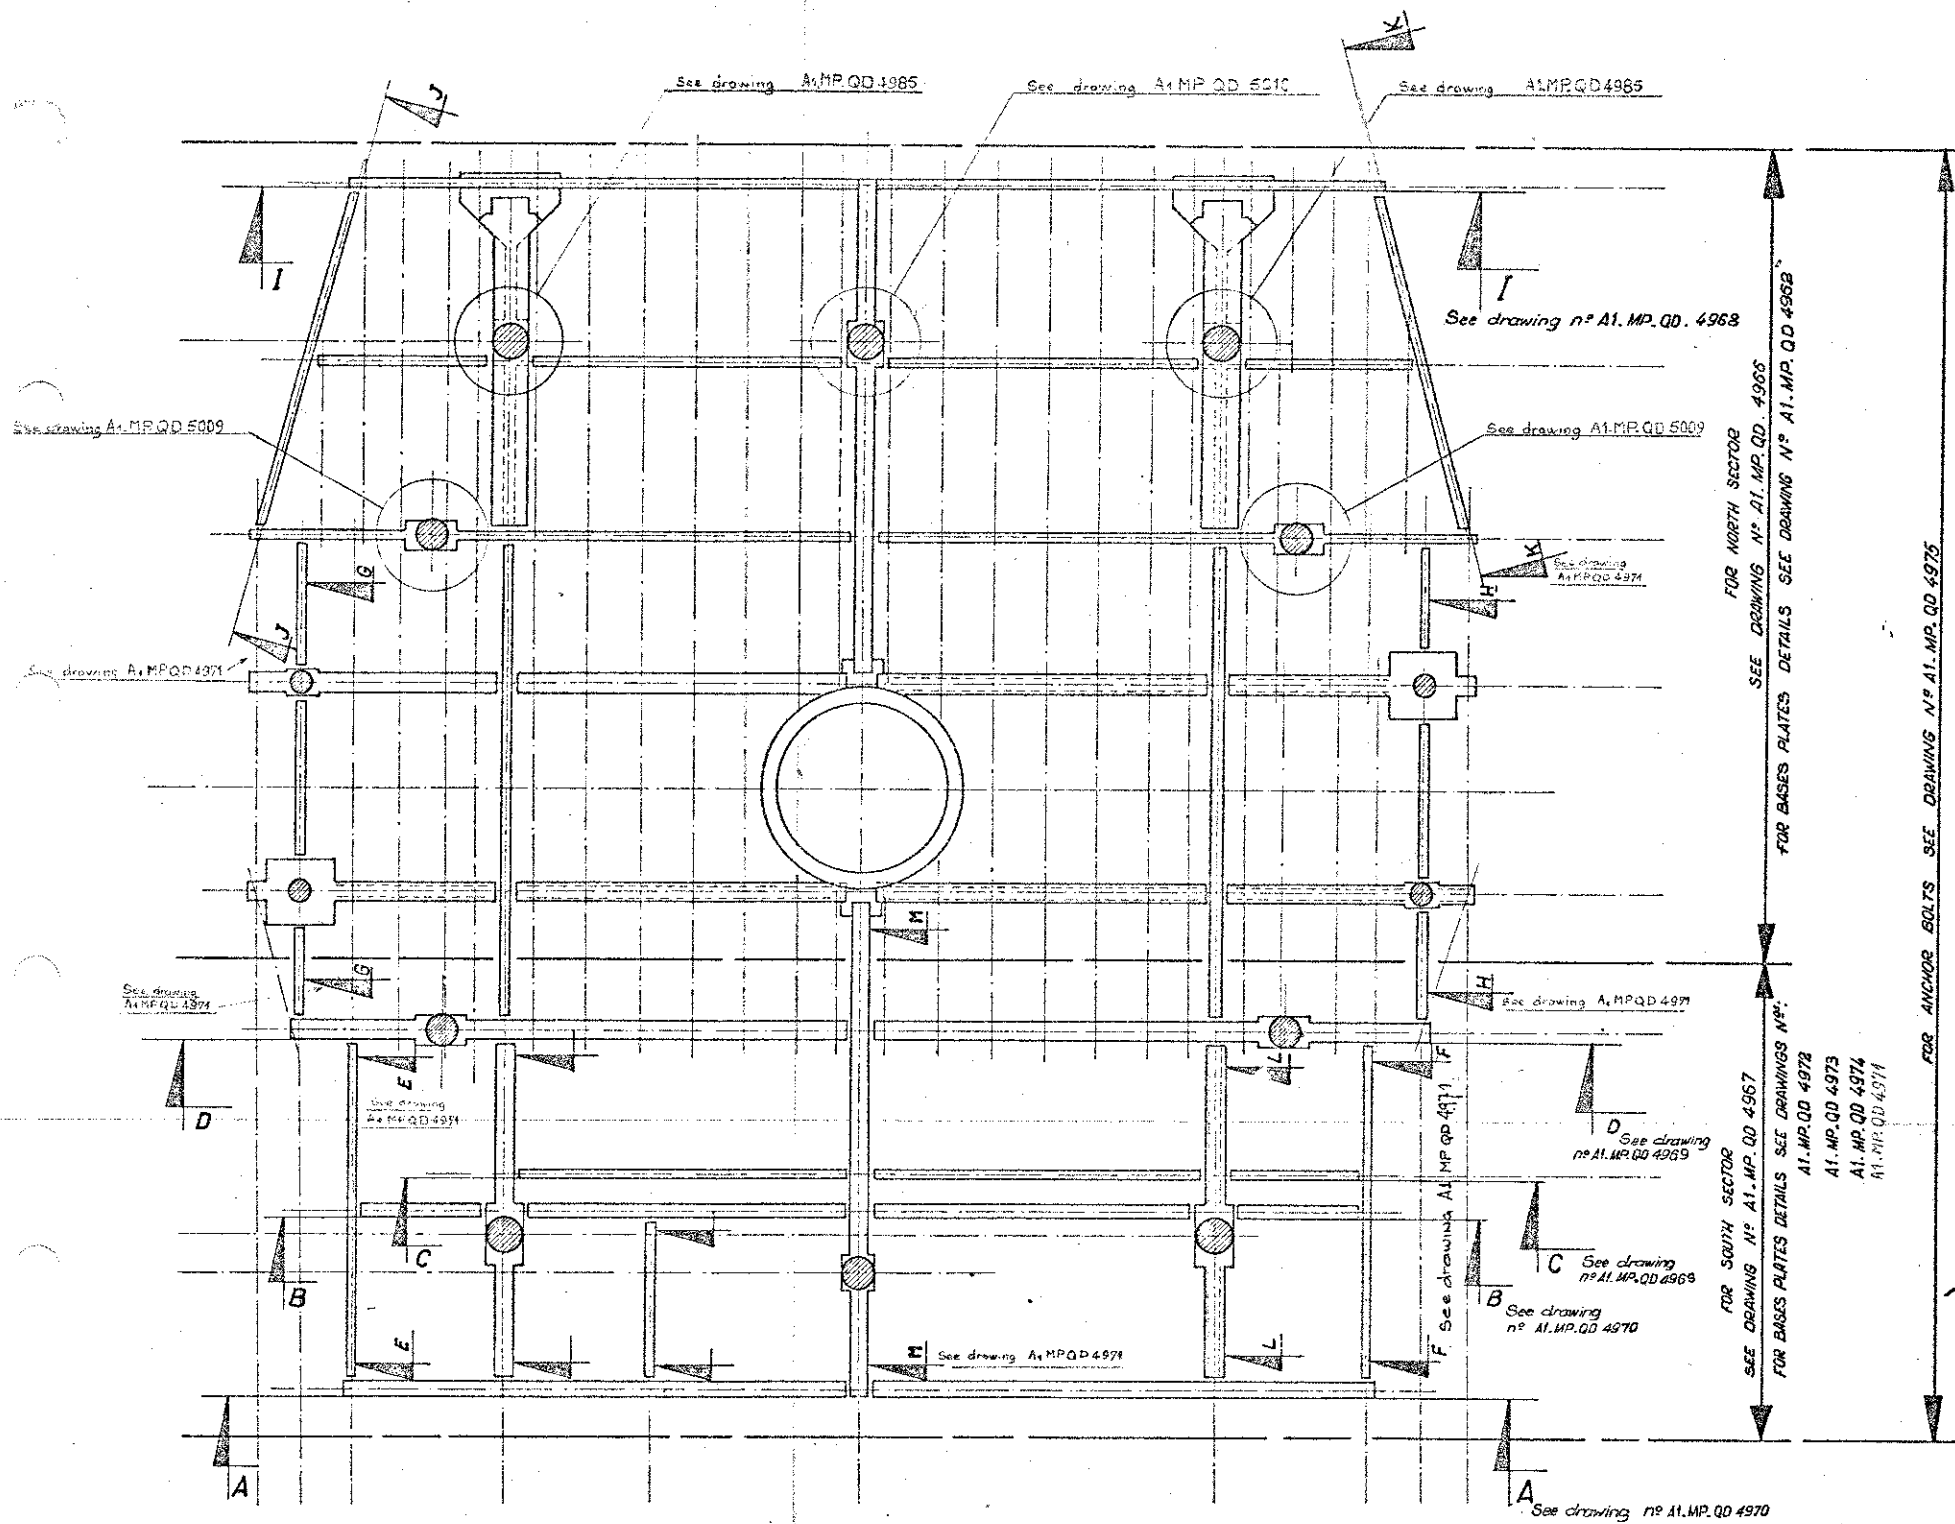 K
See drawing A1.MP.QD 4985
See drawing A1 MP QD 501C
See drawing A1.MP.QD 4985
J
I
I
See drawing nº A1.MP.QD. 4968
See drawing A1.MP.QD 5009
See drawing A1.MP.QD 5009
G
K
See drawing
A1 MP.QD 4971
H
J
See drawing A1 MP.QD 4971
M
G
See drawing
A1 MP.QD 4971
H
See drawing A1 MP.QD 4971
E
L
F
See drawing
A1 MP.QD 4971
D
D
See drawing
nº A1.MP.QD 4969
C
C
See drawing
nº A1.MP.QD 4969
B
B
See drawing
nº A1.MP.QD 4970
E
M
See drawing A1 MP.QD 4971
L
F
See drawing A1 MP QD 4971
A
A
See drawing nº A1.MP.QD 4970
FOR NORTH SECTOR
SEE DRAWING Nº A1.MP.QD. 4966
FOR BASES PLATES DETAILS SEE DRAWING Nº A1.MP.QD 4962"
FOR SOUTH SECTOR
SEE DRAWING Nº A1.MP.QD 4967
FOR BASES PLATES DETAILS SEE DRAWINGS Nºs:
A1.MP.QD 4972
A1.MP.QD 4973
A1.MP.QD 4974
A1.MP.QD 4971
FOR ANCHOR BOLTS SEE DRAWING Nº A1.MP.QD 4975